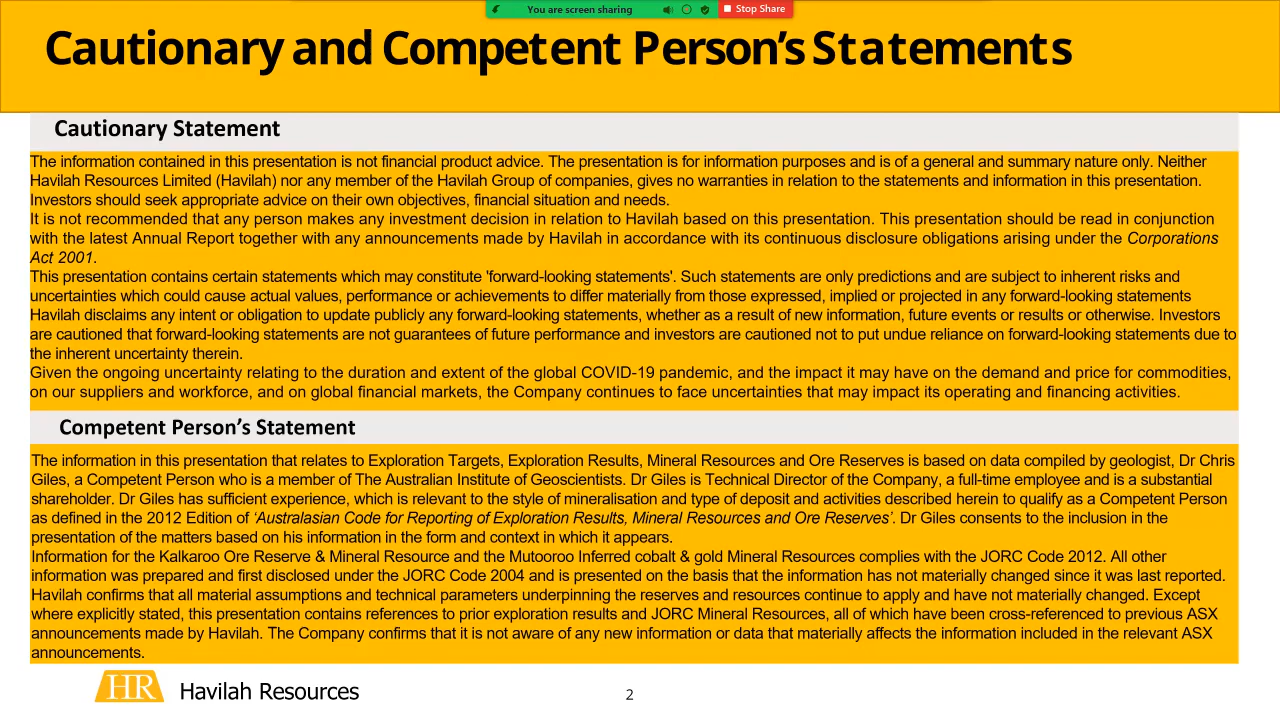 You are screen sharing
Stop Share
Cautionary and Competent Person’s Statements
Cautionary Statement
The information contained in this presentation is not financial product advice. The presentation is for information purposes and is of a general and summary nature only. Neither
Havilah Resources Limited (Havilah) nor any member of the Havilah Group of companies, gives no warranties in relation to the statements and information in this presentation.
Investors should seek appropriate advice on their own objectives, financial situation and needs.
It is not recommended that any person makes any investment decision in relation to Havilah based on this presentation. This presentation should be read in conjunction
with the latest Annual Report together with any announcements made by Havilah in accordance with its continuous disclosure obligations arising under the Corporations
Act 2001.
This presentation contains certain statements which may constitute 'forward-looking statements'. Such statements are only predictions and are subject to inherent risks and
uncertainties which could cause actual values, performance or achievements to differ materially from those expressed, implied or projected in any forward-looking statements
Havilah disclaims any intent or obligation to update publicly any forward-looking statements, whether as a result of new information, future events or results or otherwise. Investors
are cautioned that forward-looking statements are not guarantees of future performance and investors are cautioned not to put undue reliance on forward-looking statements due to
the inherent uncertainty therein.
Given the ongoing uncertainty relating to the duration and extent of the global COVID-19 pandemic, and the impact it may have on the demand and price for commodities,
on our suppliers and workforce, and on global financial markets, the Company continues to face uncertainties that may impact its operating and financing activities.
Competent Person’s Statement
The information in this presentation that relates to Exploration Targets, Exploration Results, Mineral Resources and Ore Reserves is based on data compiled by geologist, Dr Chris
Giles, a Competent Person who is a member of The Australian Institute of Geoscientists. Dr Giles is Technical Director of the Company, a full-time employee and is a substantial
shareholder. Dr Giles has sufficient experience, which is relevant to the style of mineralisation and type of deposit and activities described herein to qualify as a Competent Person
as defined in the 2012 Edition of ‘Australasian Code for Reporting of Exploration Results, Mineral Resources and Ore Reserves’. Dr Giles consents to the inclusion in the
presentation of the matters based on his information in the form and context in which it appears.
Information for the Kalkaroo Ore Reserve & Mineral Resource and the Mutooroo Inferred cobalt & gold Mineral Resources complies with the JORC Code 2012. All other
information was prepared and first disclosed under the JORC Code 2004 and is presented on the basis that the information has not materially changed since it was last reported.
Havilah confirms that all material assumptions and technical parameters underpinning the reserves and resources continue to apply and have not materially changed. Except
where explicitly stated, this presentation contains references to prior exploration results and JORC Mineral Resources, all of which have been cross-referenced to previous ASX
announcements made by Havilah. The Company confirms that it is not aware of any new information or data that materially affects the information included in the relevant ASX
announcements.
HR Havilah Resources
2